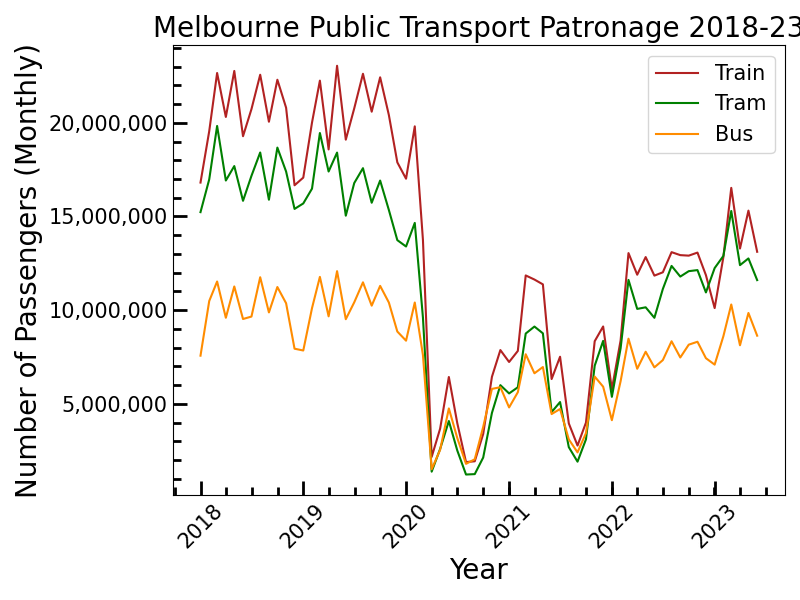 Melbourne Public Transport Patronage 2018-23
Number of Passengers (Monthly)
20,000,000
15,000,000
10,000,000
5,000,000
Train
Tram
Bus
2018
2019
2020
2021
2022
2023
Year